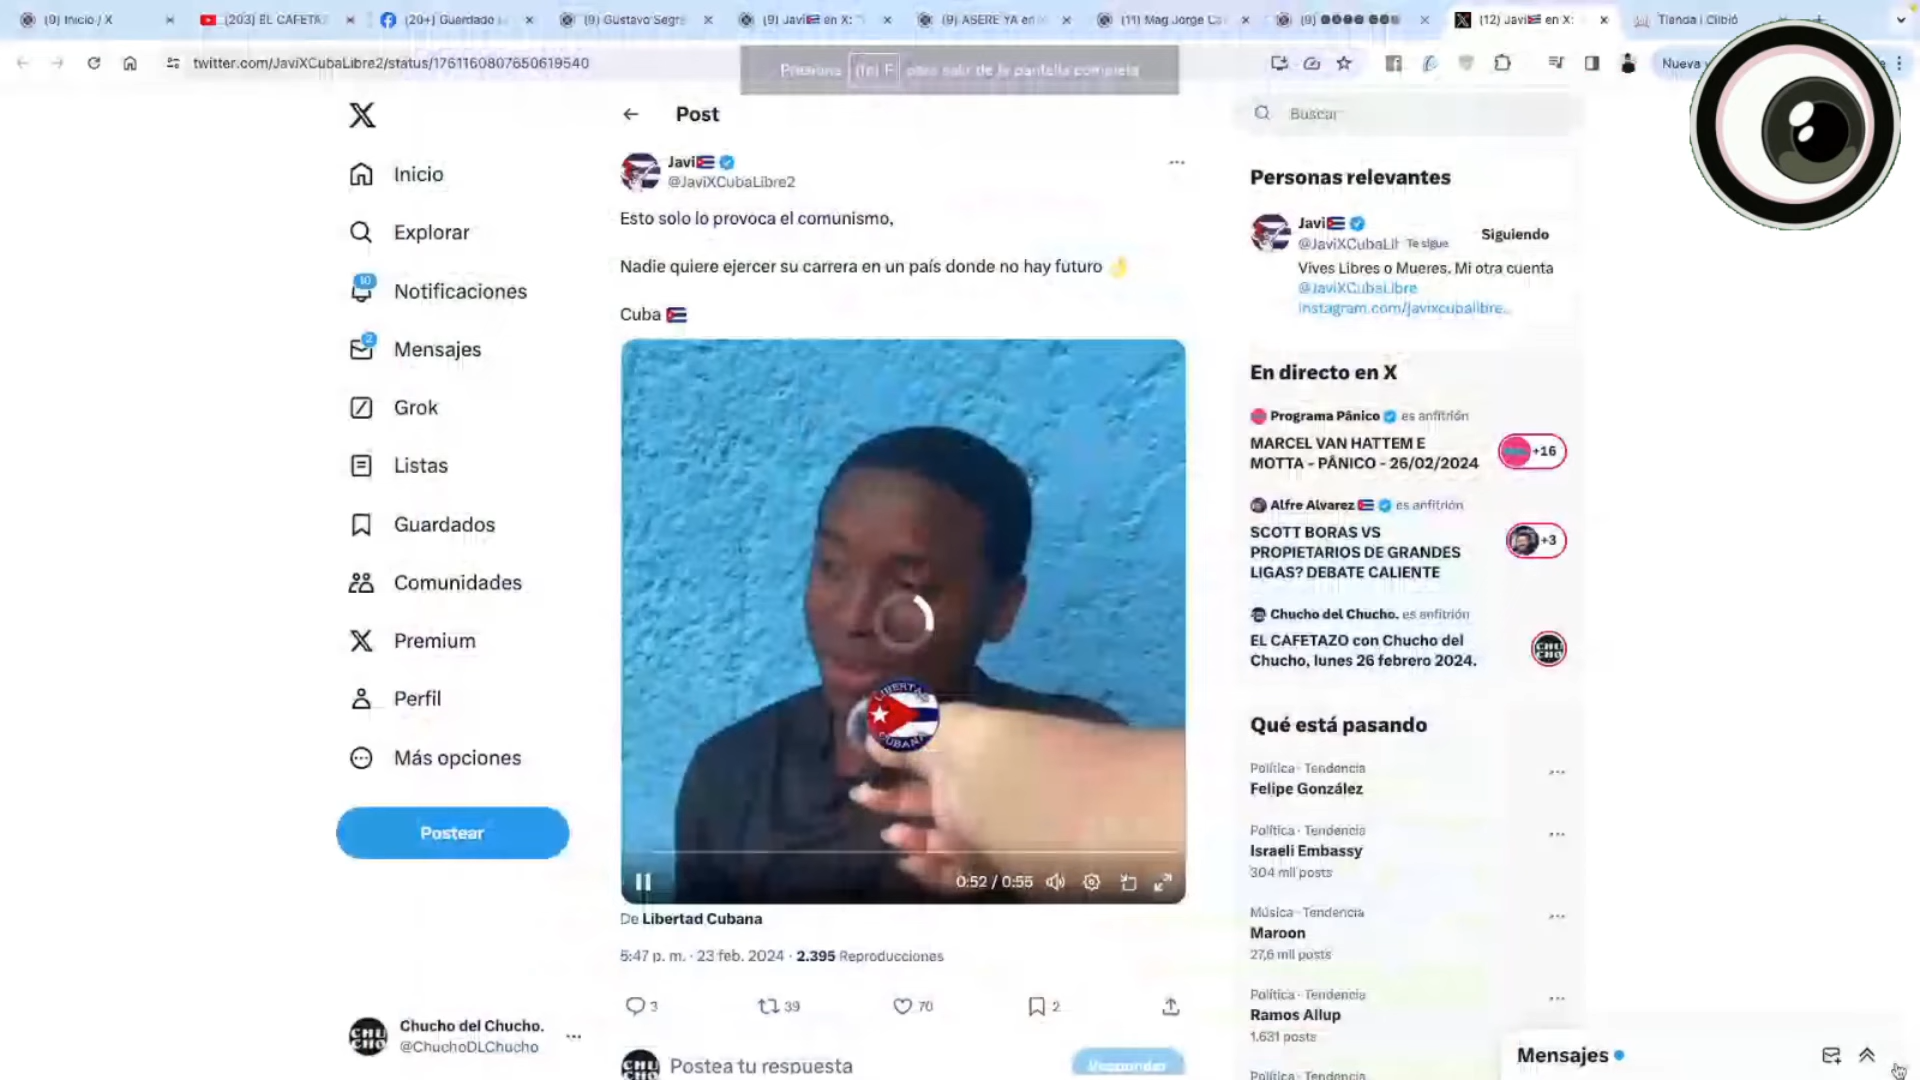 (9) Inicio / X
(203) EL CAFETA
(20+) Guardado
(9) Gustavo Segre
(9) Javi en X:
(9) ASERE YA en
(11) Mag Jorge Ca
(9)
(12) Javi en X:
Tienda | Clibió
twitter.com/JaviXCubaLibre2/status/1761160807650619540
Presiona (fn) F para salir de la pantalla completa
Nueva v
Post
Buscar
Inicio
Explorar
10
Notificaciones
2
Mensajes
Grok
Listas
Guardados
Comunidades
Premium
Perfil
Más opciones
Postear
Chucho del Chucho.
@ChuchoDLChucho
Javi
@JaviXCubaLibre2
Esto solo lo provoca el comunismo,
Nadie quiere ejercer su carrera en un país donde no hay futuro 👌
Cuba 🇨🇺
LIBERTAD
CUBANA
0:52 / 0:55
De Libertad Cubana
5:47 p. m. · 23 feb. 2024 · 2.395 Reproducciones
3
39
70
2
CHU
CHO
Postea tu respuesta
Responder
Personas relevantes
Javi
@JaviXCubaLib Te sigue
Siguiendo
Vives Libres o Mueres. Mi otra cuenta
@JaviXCubaLibre
instagram.com/javixcubalibre...
En directo en X
Programa Pânico es anfitrión
MARCEL VAN HATTEM E
MOTTA - PÂNICO - 26/02/2024
+16
Alfre Alvarez es anfitrión
SCOTT BORAS VS
PROPIETARIOS DE GRANDES
LIGAS? DEBATE CALIENTE
+3
Chucho del Chucho. es anfitrión
EL CAFETAZO con Chucho del
Chucho, lunes 26 febrero 2024.
Qué está pasando
Política · Tendencia
Felipe González
Política · Tendencia
Israeli Embassy
304 mil posts
Música · Tendencia
Maroon
27,6 mil posts
Política · Tendencia
Ramos Allup
1.631 posts
Política · Tendencia
Mensajes